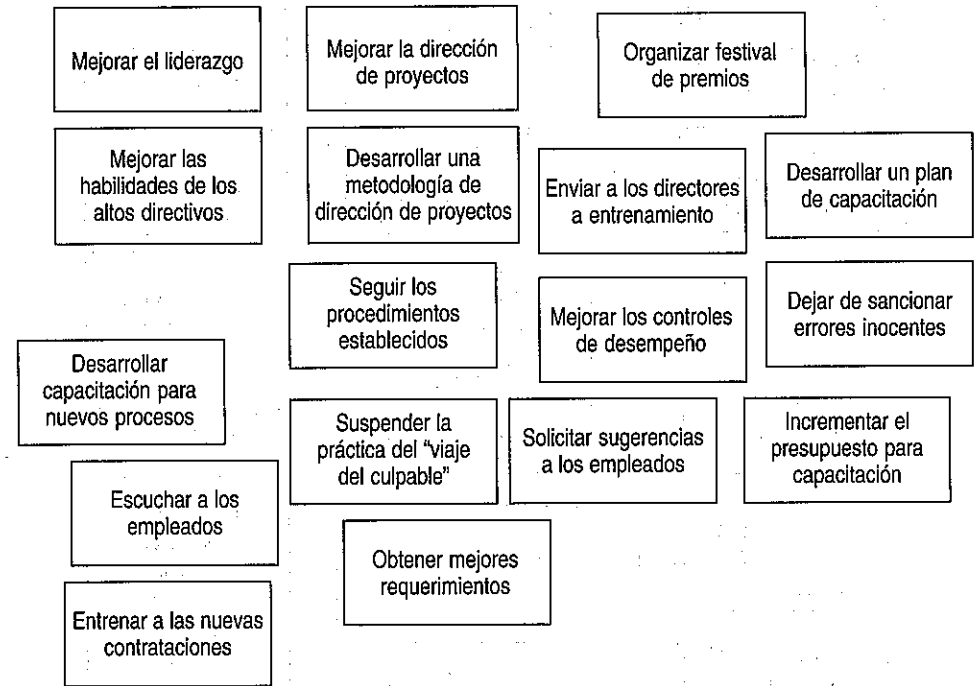 Mejorar el liderazgo
Mejorar la dirección
de proyectos
Organizar festival
de premios
Mejorar las
habilidades de los
altos directivos
Desarrollar una
metodología de
dirección de proyectos
Enviar a los directores
a entrenamiento
Desarrollar un plan
de capacitación
Seguir los
procedimientos
establecidos
Mejorar los controles
de desempeño
Dejar de sancionar
errores inocentes
Desarrollar
capacitación para
nuevos procesos
Suspender la
práctica del "viaje
del culpable"
Solicitar sugerencias
a los empleados
Incrementar el
presupuesto para
capacitación
Escuchar a los
empleados
Obtener mejores
requerimientos
Entrenar a las nuevas
contrataciones